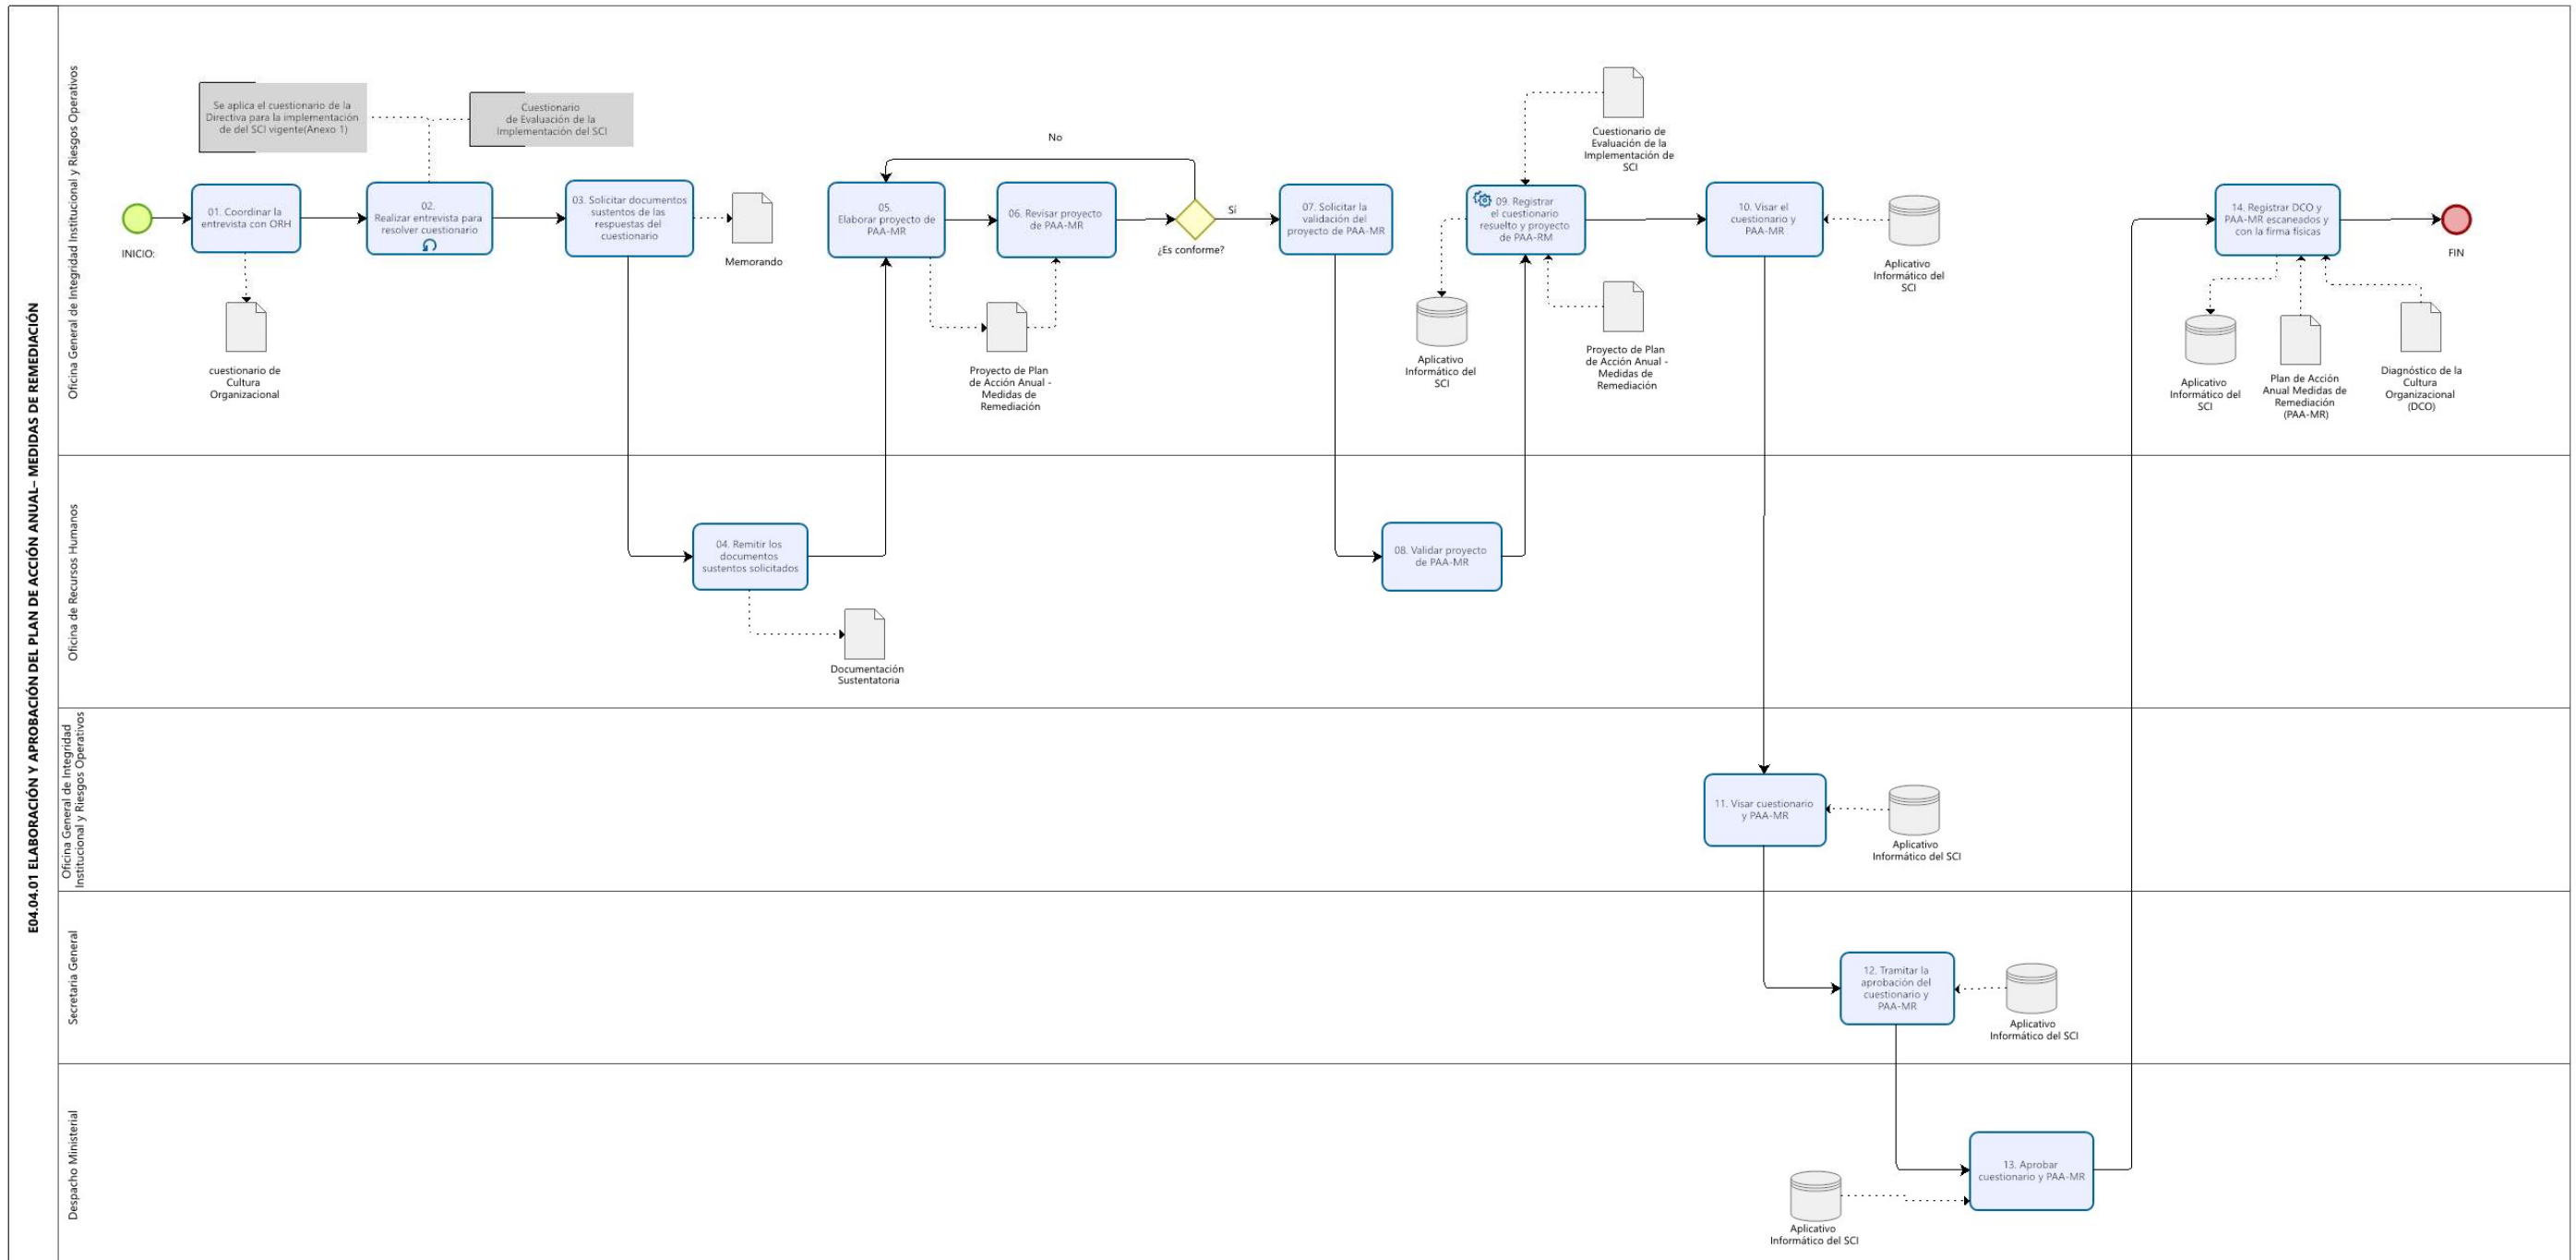 E04.04.01 ELABORACIÓN Y APROBACIÓN DEL PLAN DE ACCIÓN ANUAL– MEDIDAS DE REMEDIACIÓN
Oficina General de Integridad Institucional y Riesgos Operativos
Se aplica el cuestionario de la
Directiva para la implementación
de del SCI vigente(Anexo 1)
Cuestionario
de Evaluación de la
Implementación del SCI
INICIO:
01. Coordinar la
entrevista con ORH
cuestionario de
Cultura
Organizacional
02.
Realizar entrevista para
resolver cuestionario
03. Solicitar documentos
sustentos de las
respuestas del
cuestionario
Memorando
05.
Elaborar proyecto de
PAA-MR
06. Revisar proyecto
de PAA-MR
Proyecto de Plan
de Acción Anual -
Medidas de
Remediación
No
¿Es conforme?
Sí
07. Solicitar la
validación del
proyecto de PAA-MR
09. Registrar
el cuestionario
resuelto y proyecto
de PAA-RM
Cuestionario de
Evaluación de la
Implementación de
SCI
Aplicativo
Informático del
SCI
Proyecto de Plan
de Acción Anual -
Medidas de
Remediación
10. Visar el
cuestionario y
PAA-MR
Aplicativo
Informático del
SCI
14. Registrar DCO y
PAA-MR escaneados y
con la firma físicas
Aplicativo
Informático del
SCI
Plan de Acción
Anual Medidas de
Remediación
(PAA-MR)
Diagnóstico de la
Cultura
Organizacional
(DCO)
FIN
Oficina de Recursos Humanos
04. Remitir los
documentos
sustentos solicitados
Documentación
Sustentatoria
08. Validar proyecto
de PAA-MR
Oficina General de Integridad
Institucional y Riesgos Operativos
11. Visar cuestionario
y PAA-MR
Aplicativo
Informático del SCI
Secretaria General
12. Tramitar la
aprobación del
cuestionario y
PAA-MR
Aplicativo
Informático del SCI
Despacho Ministerial
13. Aprobar
cuestionario y PAA-MR
Aplicativo
Informático del SCI